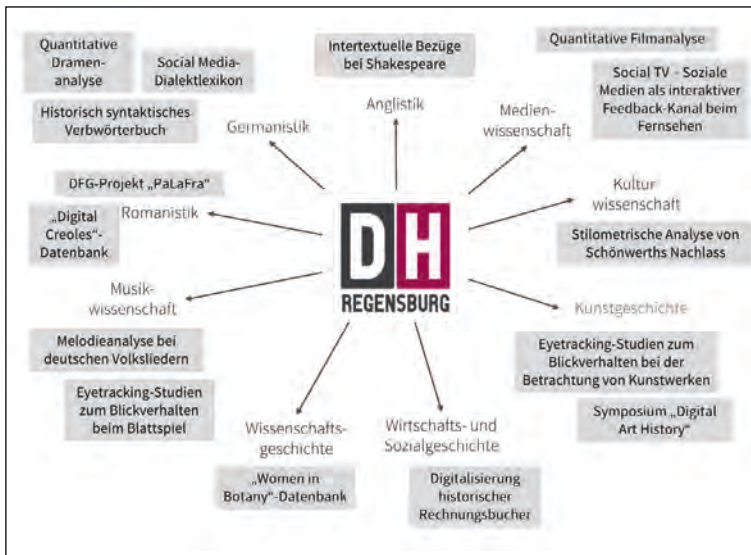 Quantitative
Dramen-
analyse
Social Media-
Dialektlexikon
Historisch syntaktisches
Verbwörterbuch
Germanistik
Intertextuelle Bezüge
bei Shakespeare
Anglistik
Quantitative Filmanalyse
Social TV – Soziale
Medien als interaktiver
Feedback-Kanal beim
Fernsehen
Medien-
wissenschaft
DFG-Projekt „PaLaFra“
Romanistik
„Digital
Creoles“-
Datenbank
DH
REGENSBURG
Kultur
wissenschaft
Stilometrische Analyse von
Schönwerths Nachlass
Musik-
wissenschaft
Melodieanalyse bei
deutschen Volksliedern
Eyetracking-Studien
zum Blickverhalten
beim Blattspiel
Kunstgeschichte
Eyetracking-Studien zum
Blickverhalten bei der
Betrachtung von Kunstwerken
Symposium „Digital
Art History“
Wissenschafts-
geschichte
„Women in
Botany“-Datenbank
Wirtschafts- und
Sozialgeschichte
Digitalisierung
historischer
Rechnungsbucher